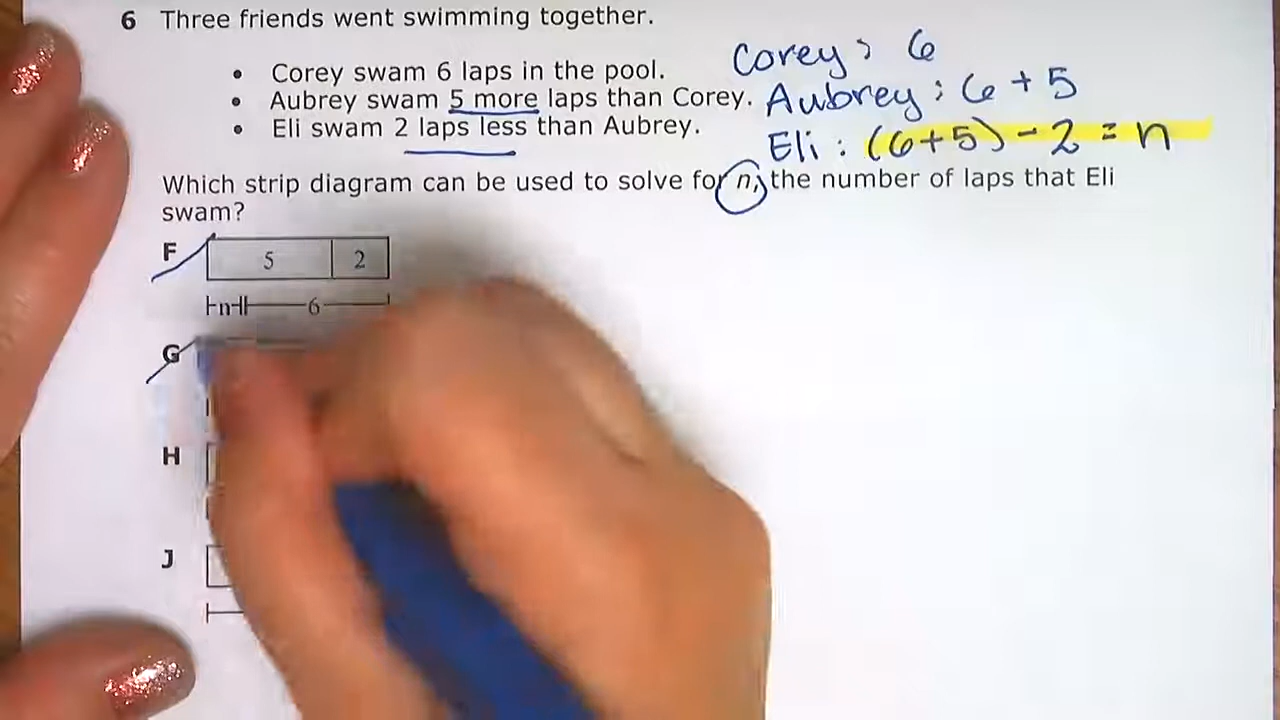 6 Three friends went swimming together.
• Corey swam 6 laps in the pool.
Corey: 6
• Aubrey swam 5 more laps than Corey.
Aubrey: 6 + 5
• Eli swam 2 laps less than Aubrey.
Eli: (6+5) - 2 = n
Which strip diagram can be used to solve for n, the number of laps that Eli
swam?
F 5 2
n 6
G
H
J